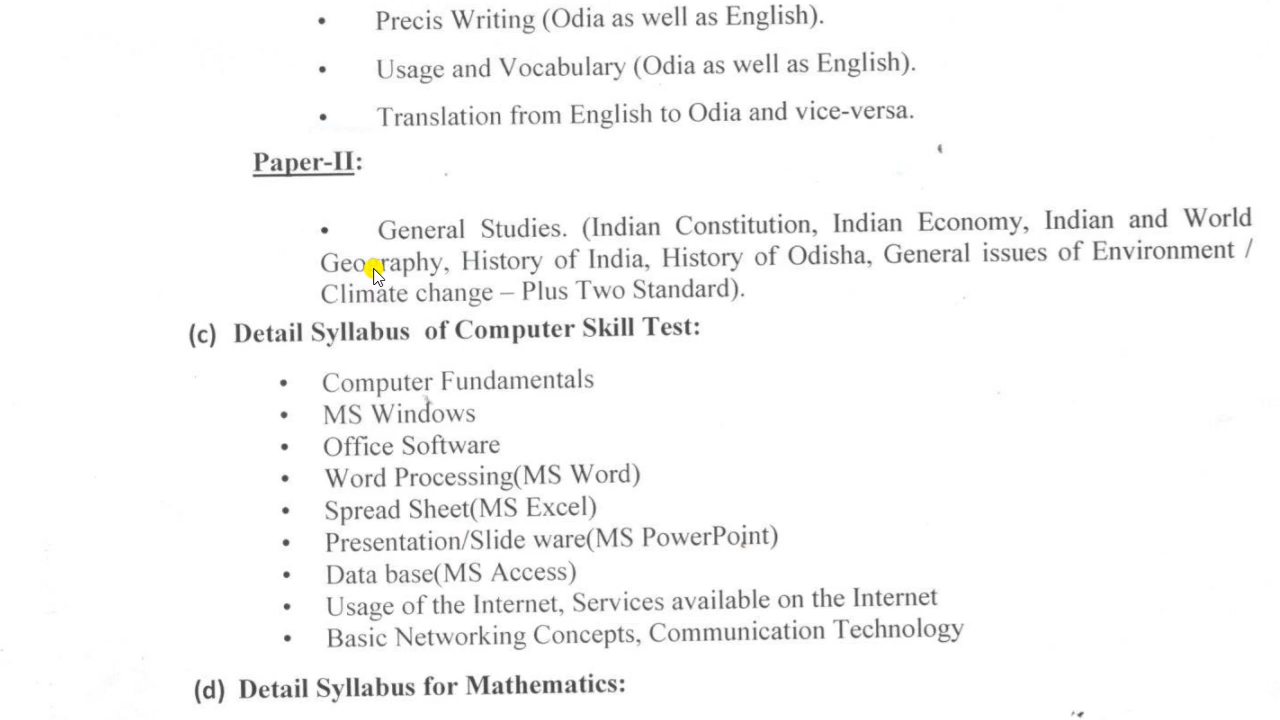 • Precis Writing (Odia as well as English).
• Usage and Vocabulary (Odia as well as English).
• Translation from English to Odia and vice-versa.
Paper-II:
• General Studies. (Indian Constitution, Indian Economy, Indian and World
Geography, History of India, History of Odisha, General issues of Environment /
Climate change – Plus Two Standard).
(c) Detail Syllabus of Computer Skill Test:
• Computer Fundamentals
• MS Windows
• Office Software
• Word Processing(MS Word)
• Spread Sheet(MS Excel)
• Presentation/Slide ware(MS PowerPoint)
• Data base(MS Access)
• Usage of the Internet, Services available on the Internet
• Basic Networking Concepts, Communication Technology
(d) Detail Syllabus for Mathematics: